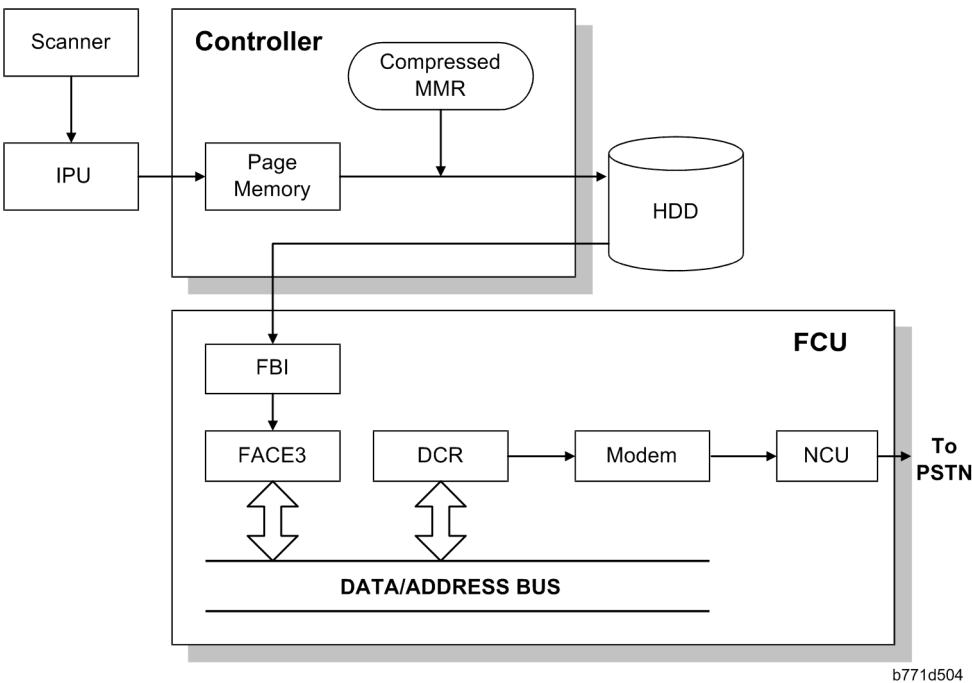 Scanner
Controller
Compressed
MMR
IPU
Page
Memory
HDD
FCU
FBI
FACE3
DCR
Modem
NCU
To
PSTN
DATA/ADDRESS BUS
b771d504